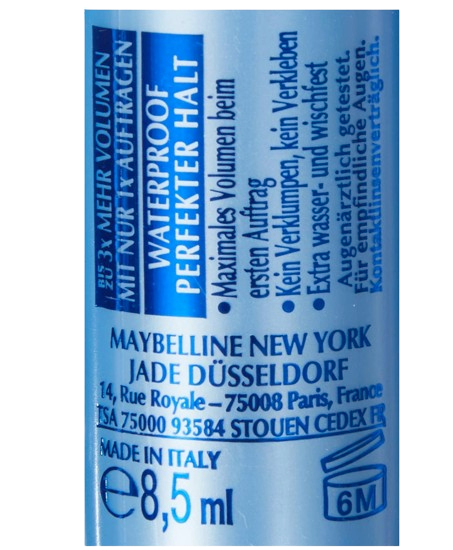 BIS ZU 3x MEHR VOLUMEN
MIT NUR 1x AUFTRAGEN
WATERPROOF
PERFEKTER HALT
• Maximales Volumen beim
ersten Auftrag
• Kein Verklumpen, kein Verkleben
• Extra wasser- und wischfest
Augenärztlich getestet.
Für empfindliche Augen.
Kontaktlinsenverträglich.
MAYBELLINE NEW YORK
JADE DÜSSELDORF
14, Rue Royale – 75008 Paris, France
TSA 75000 93584 STOUEN CEDEX FR
MADE IN ITALY
℮8,5 ml
6M